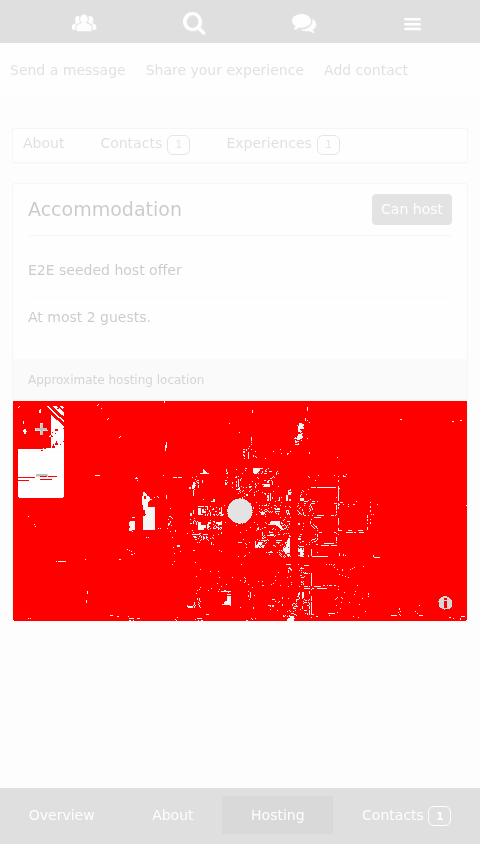 Send a message Share your experience Add contact
About Contacts 1 Experiences 1
Accommodation Can host
E2E seeded host offer
At most 2 guests.
Approximate hosting location
+
Overview About Hosting Contacts 1